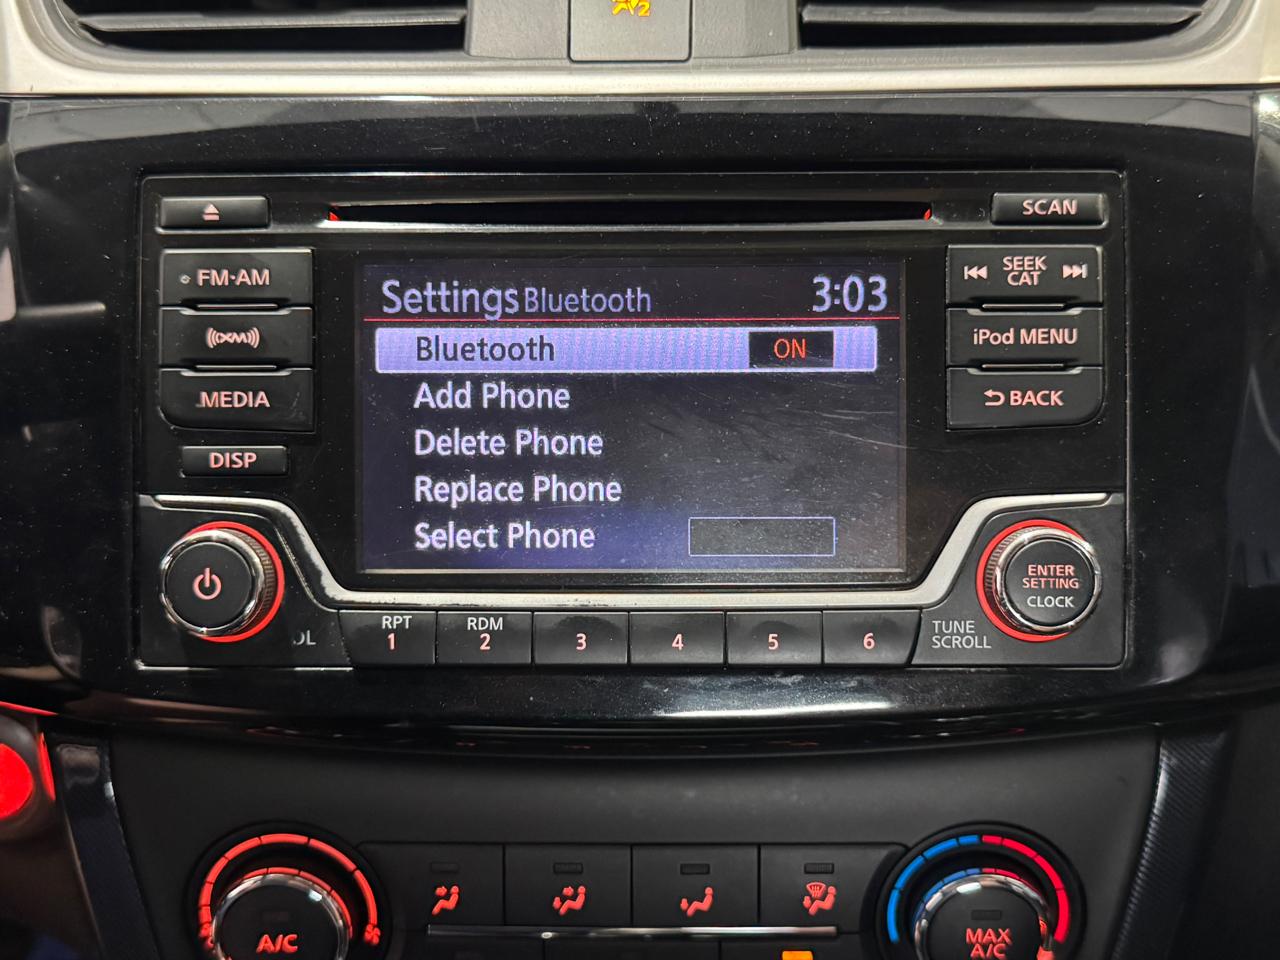 2
SCAN
FM·AM
SEEK
CAT
Settings Bluetooth 3:03
((XM))
iPod MENU
Bluetooth ON
MEDIA
BACK
Add Phone
Delete Phone
DISP
Replace Phone
Select Phone
ENTER
SETTING
CLOCK
RPT
1
RDM
2
3
4
5
6
TUNE
SCROLL
A/C
MAX
A/C